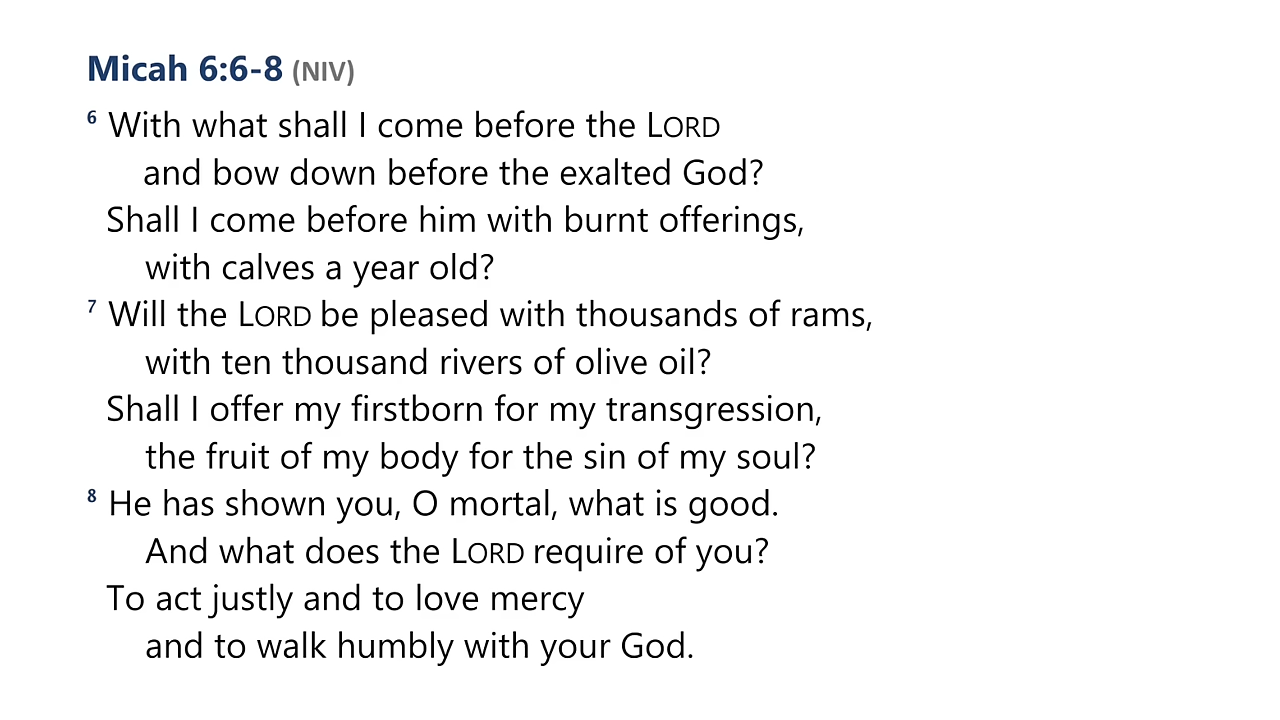 Micah 6:6-8 (NIV)
6 With what shall I come before the LORD
and bow down before the exalted God?
Shall I come before him with burnt offerings,
with calves a year old?
7 Will the LORD be pleased with thousands of rams,
with ten thousand rivers of olive oil?
Shall I offer my firstborn for my transgression,
the fruit of my body for the sin of my soul?
8 He has shown you, O mortal, what is good.
And what does the LORD require of you?
To act justly and to love mercy
and to walk humbly with your God.